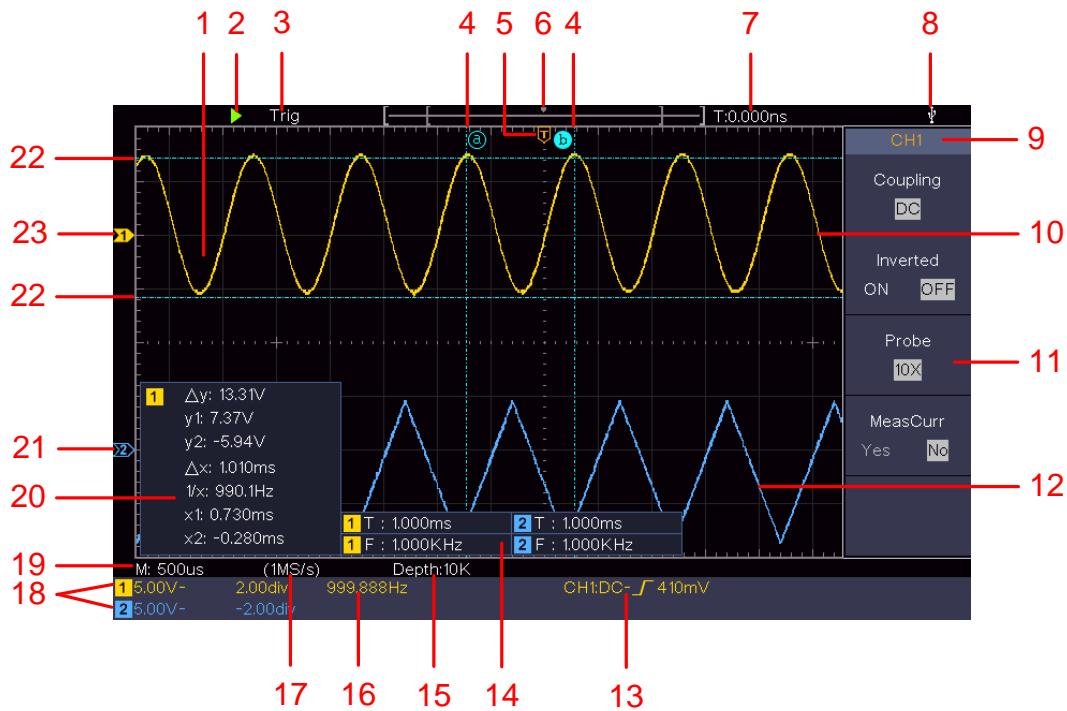 1 2 3 4 5 6 4 7 8
Trig T:0.000ns
a T b
CH1 9
22
Coupling
DC
23 1 10
Inverted
ON OFF
22
Probe
10X 11
1 △y: 13.31V
y1: 7.37V
y2: -5.94V
△x: 1.010ms
1/x: 990.1Hz
x1: 0.730ms
x2: -0.280ms
MeasCurr
Yes No
21 2
20 12
1 T : 1.000ms 2 T : 1.000ms
1 F : 1.000KHz 2 F : 1.000KHz
19 M: 500us (1MS/s) Depth:10K
18 1 5.00V- 2.00div 999.888Hz CH1:DC- 410mV
2 5.00V- -2.00div
17 16 15 14 13